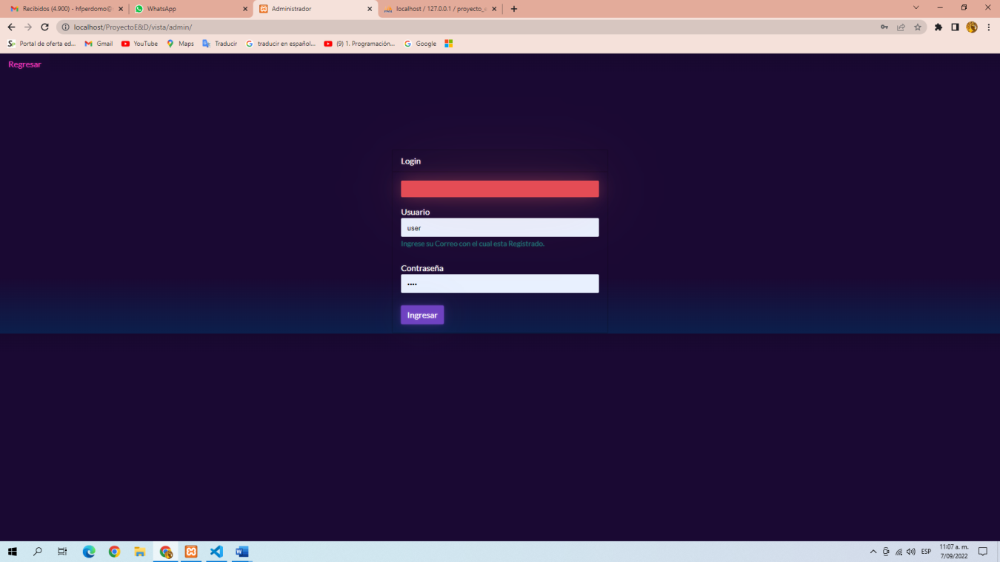 Recibidos (4.900) - hfperdomo@
WhatsApp
Administrador
localhost / 127.0.0.1 / proyecto_
localhost/ProyectoE&D/vista/admin/
Portal de oferta ed...
Gmail
YouTube
Maps
Traducir
traducir en español...
(9) 1. Programación...
Google
Regresar
Login
Usuario
user
Ingrese su Correo con el cual esta Registrado.
Contraseña
••••
Ingresar
ESP
11:07 a. m.
7/09/2022